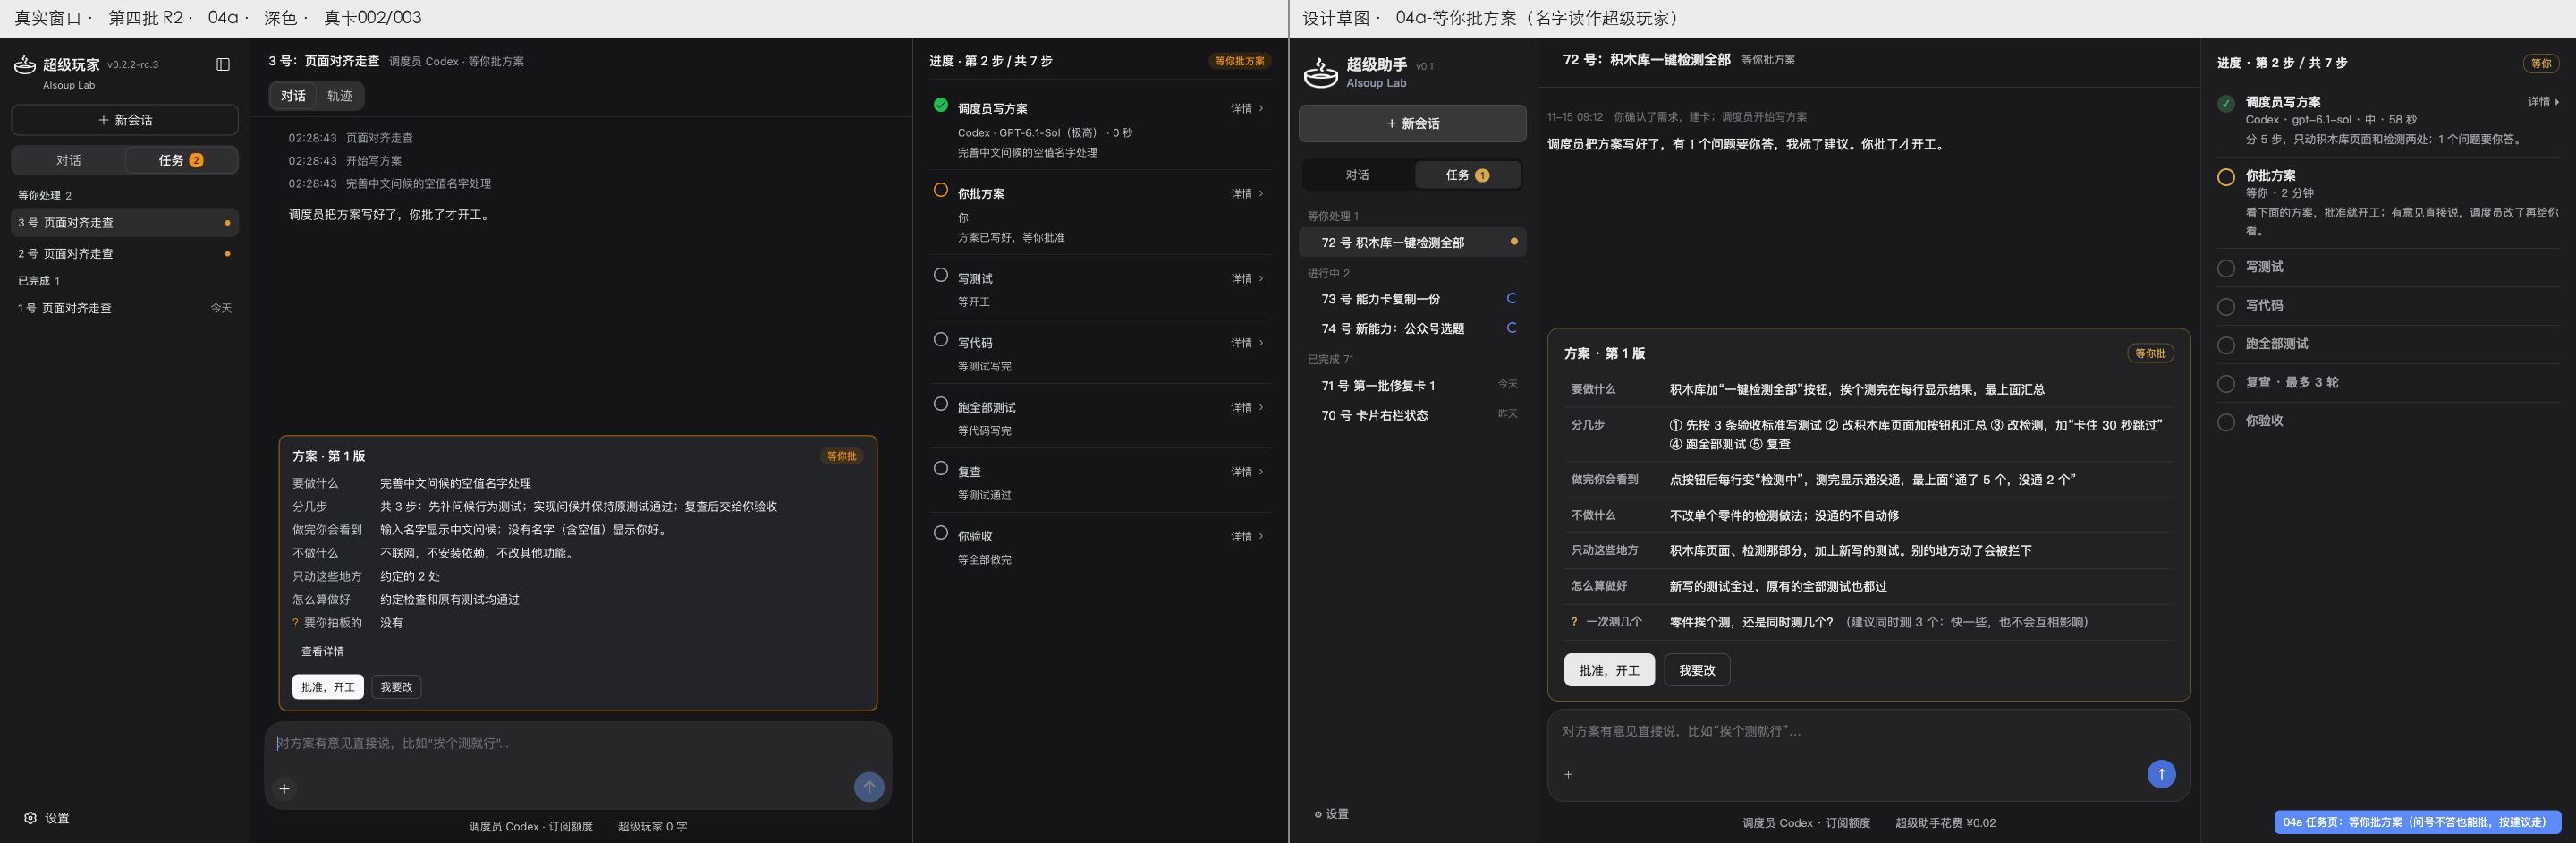 真实窗口 · 第四批 R2 · 04a · 深色 · 真卡002/003
超级玩家 v0.2.2-rc.3
AIsoup Lab
+ 新会话
对话 任务 2
等你处理 2
3 号 页面对齐走查
2 号 页面对齐走查
已完成 1
1 号 页面对齐走查 今天
设置
3 号：页面对齐走查 调度员 Codex · 等你批方案
对话 轨迹
02:28:43 页面对齐走查
02:28:43 开始写方案
02:28:43 完善中文问候的空值名字处理
调度员把方案写好了，你批了才开工。
方案 · 第 1 版 等你批
要做什么 完善中文问候的空值名字处理
分几步 共 3 步：先补问候行为测试；实现问候并保持原测试通过；复查后交给你验收
做完你会看到 输入名字显示中文问候；没有名字（含空值）显示你好。
不做什么 不联网，不安装依赖，不改其他功能。
只动这些地方 约定的 2 处
怎么算做好 约定检查和原有测试均通过
? 要你拍板的 没有
查看详情
批准，开工 我要改
对方案有意见直接说，比如“挨个测就行”...
+
调度员 Codex · 订阅额度 超级玩家 0 字
进度 · 第 2 步 / 共 7 步 等你批方案
调度员写方案 详情 ›
Codex · GPT-6.1-Sol（极高） · 0 秒
完善中文问候的空值名字处理
你批方案 详情 ›
你
方案已写好，等你批准
写测试 详情 ›
等开工
写代码 详情 ›
等测试写完
跑全部测试 详情 ›
等代码写完
复查 详情 ›
等测试通过
你验收 详情 ›
等全部做完
设计草图 · 04a-等你批方案（名字读作超级玩家）
超级助手 v0.1
AIsoup Lab
+ 新会话
对话 任务 1
等你处理 1
72 号 积木库一键检测全部
进行中 2
73 号 能力卡复制一份
74 号 新能力：公众号选题
已完成 71
71 号 第一批修复卡 1 今天
70 号 卡片右栏状态 昨天
设置
72 号：积木库一键检测全部 等你批方案
11-15 09:12 你确认了需求，建卡；调度员开始写方案
调度员把方案写好了，有 1 个问题要你答，我标了建议。你批了才开工。
方案 · 第 1 版 等你批
要做什么 积木库加“一键检测全部”按钮，挨个测完在每行显示结果，最上面汇总
分几步 ① 先按 3 条验收标准写测试 ② 改积木库页面加按钮和汇总 ③ 改检测，加“卡住 30 秒跳过”
④ 跑全部测试 ⑤ 复查
做完你会看到 点按钮后每行变“检测中”，测完显示通没通，最上面“通了 5 个，没通 2 个”
不做什么 不改单个零件的检测做法；没通的不自动修
只动这些地方 积木库页面、检测那部分，加上新写的测试。别的地方动了会被拦下
怎么算做好 新写的测试全过，原有的全部测试也都过
? 一次测几个 零件挨个测，还是同时测几个？（建议同时测 3 个：快一些，也不会互相影响）
批准，开工 我要改
对方案有意见直接说，比如“挨个测就行”...
+
调度员 Codex · 订阅额度 超级助手花费 ¥0.02
进度 · 第 2 步 / 共 7 步 等你
调度员写方案 详情
Codex · gpt-6.1-sol · 中 · 58 秒
分 5 步，只动积木库页面和检测两处；1 个问题要你答。
你批方案
等你 · 2 分钟
看下面的方案，批准就开工；有意见直接说，调度员改了再给你
看。
写测试
写代码
跑全部测试
复查 · 最多 3 轮
你验收
04a 任务页：等你批方案（问号不答也能批，按建议走）